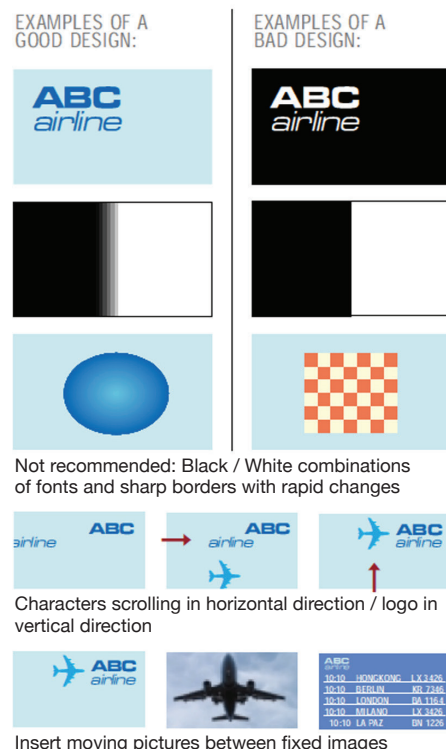 EXAMPLES OF A
GOOD DESIGN:
EXAMPLES OF A
BAD DESIGN:
ABC
airline
ABC
airline
Not recommended: Black / White combinations
of fonts and sharp borders with rapid changes
ABC
airline
ABC
airline
ABC
airline
Characters scrolling in horizontal direction / logo in
vertical direction
ABC
airline
ABC
airline
10:10 HONGKONG LX3426
10:10 BERLIN KR 7346
10:10 LONDON BA 1164
10:10 MILANO LX 3426
10:10 LA PAZ BN 1226
Insert moving pictures between fixed images